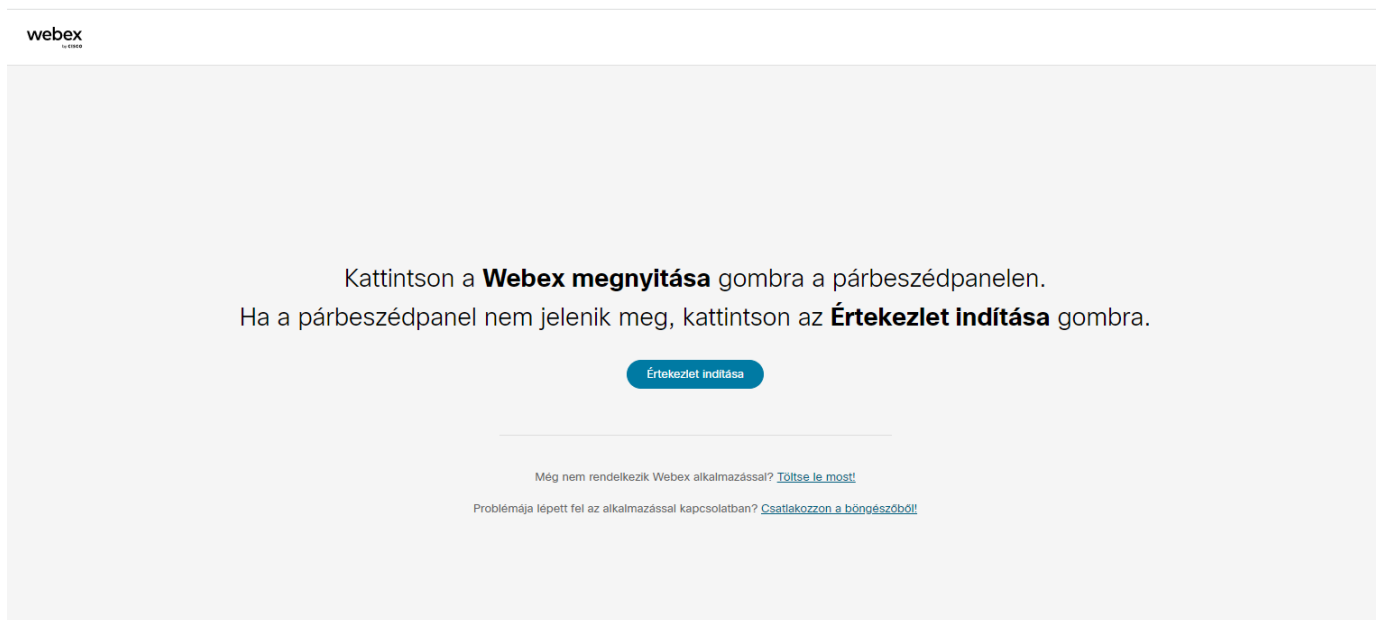 webex
by CISCO
Kattintson a Webex megnyitása gombra a párbeszédpanelen.
Ha a párbeszédpanel nem jelenik meg, kattintson az Értekezlet indítása gombra.
Értekezlet indítása
Még nem rendelkezik Webex alkalmazással? Töltse le most!
Problémája lépett fel az alkalmazással kapcsolatban? Csatlakozzon a böngészőből!